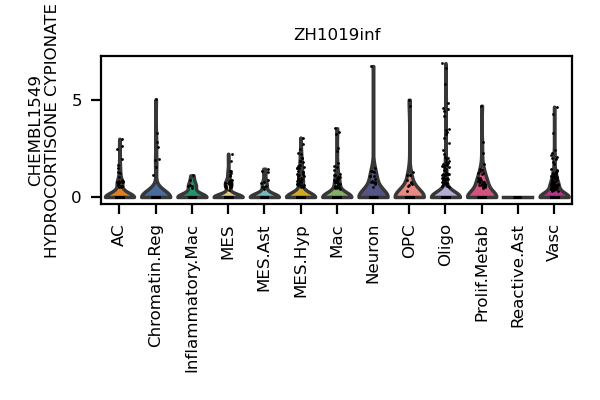 ZH1019inf
CHEMBL1549
HYDROCORTISONE CYPIONATE
5
0
AC
Chromatin.Reg
Inflammatory.Mac
MES
MES.Ast
MES.Hyp
Mac
Neuron
OPC
Oligo
Prolif.Metab
Reactive.Ast
Vasc